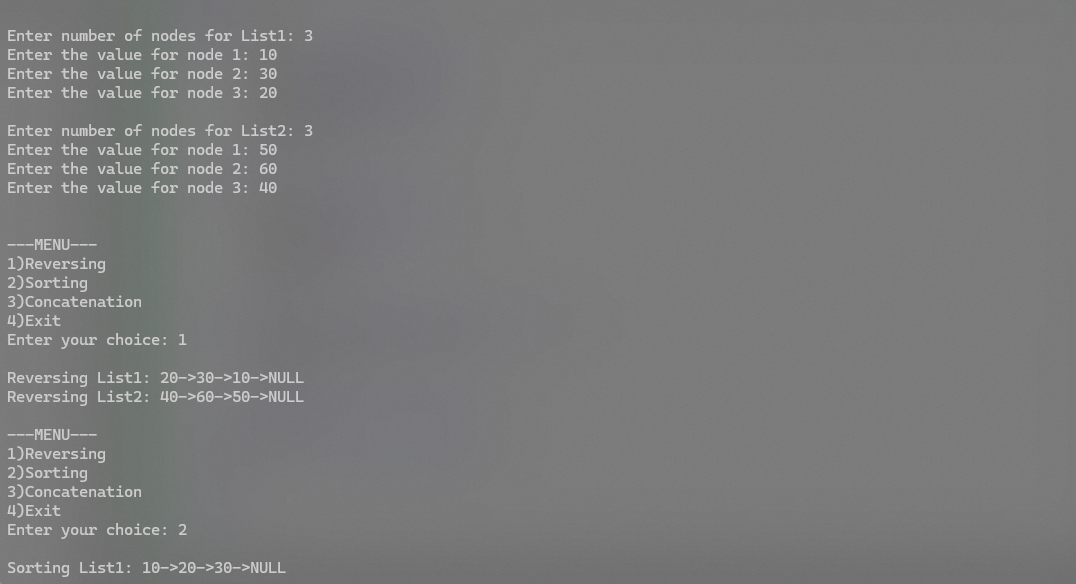 Enter number of nodes for List1: 3
Enter the value for node 1: 10
Enter the value for node 2: 30
Enter the value for node 3: 20
Enter number of nodes for List2: 3
Enter the value for node 1: 50
Enter the value for node 2: 60
Enter the value for node 3: 40
---MENU---
1)Reversing
2)Sorting
3)Concatenation
4)Exit
Enter your choice: 1
Reversing List1: 20->30->10->NULL
Reversing List2: 40->60->50->NULL
---MENU---
1)Reversing
2)Sorting
3)Concatenation
4)Exit
Enter your choice: 2
Sorting List1: 10->20->30->NULL